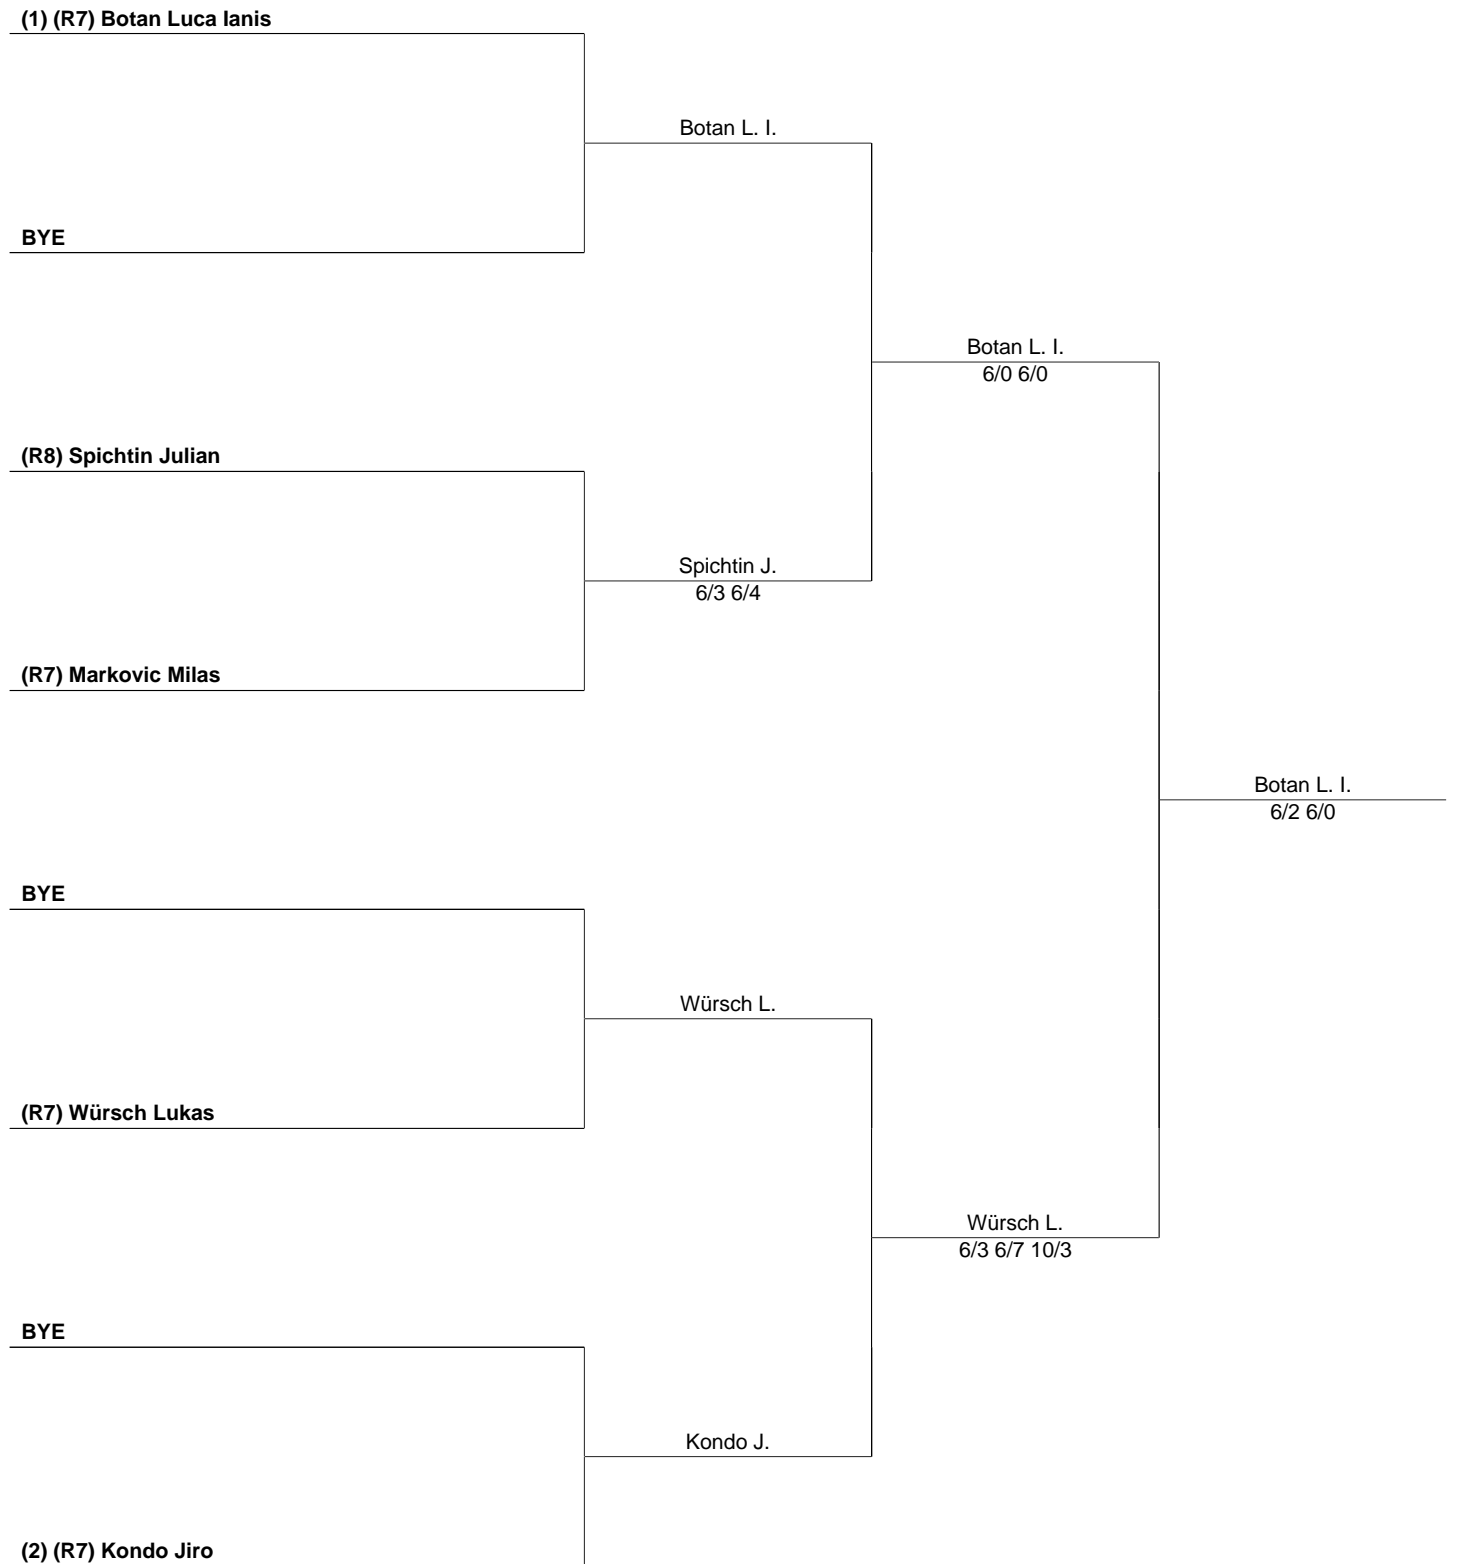 (1) (R7) Botan Luca Ianis
Botan L. I.
BYE
Botan L. I.
6/0 6/0
(R8) Spichtin Julian
Spichtin J.
6/3 6/4
(R7) Markovic Milas
Botan L. I.
6/2 6/0
BYE
Würsch L.
(R7) Würsch Lukas
Würsch L.
6/3 6/7 10/3
BYE
Kondo J.
(2) (R7) Kondo Jiro